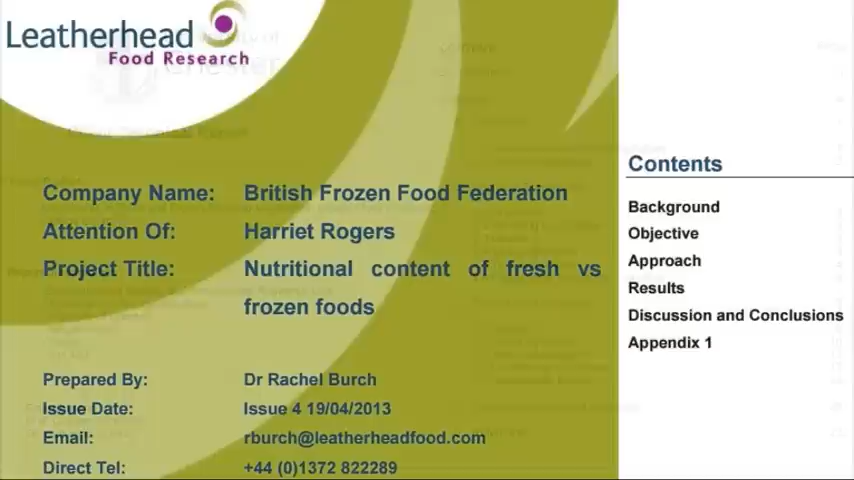 Leatherhead
Food Research
Company Name: British Frozen Food Federation
Attention Of: Harriet Rogers
Project Title: Nutritional content of fresh vs
frozen foods
Prepared By: Dr Rachel Burch
Issue Date: Issue 4 19/04/2013
Email: rburch@leatherheadfood.com
Direct Tel: +44 (0)1372 822289
Contents
Background
Objective
Approach
Results
Discussion and Conclusions
Appendix 1